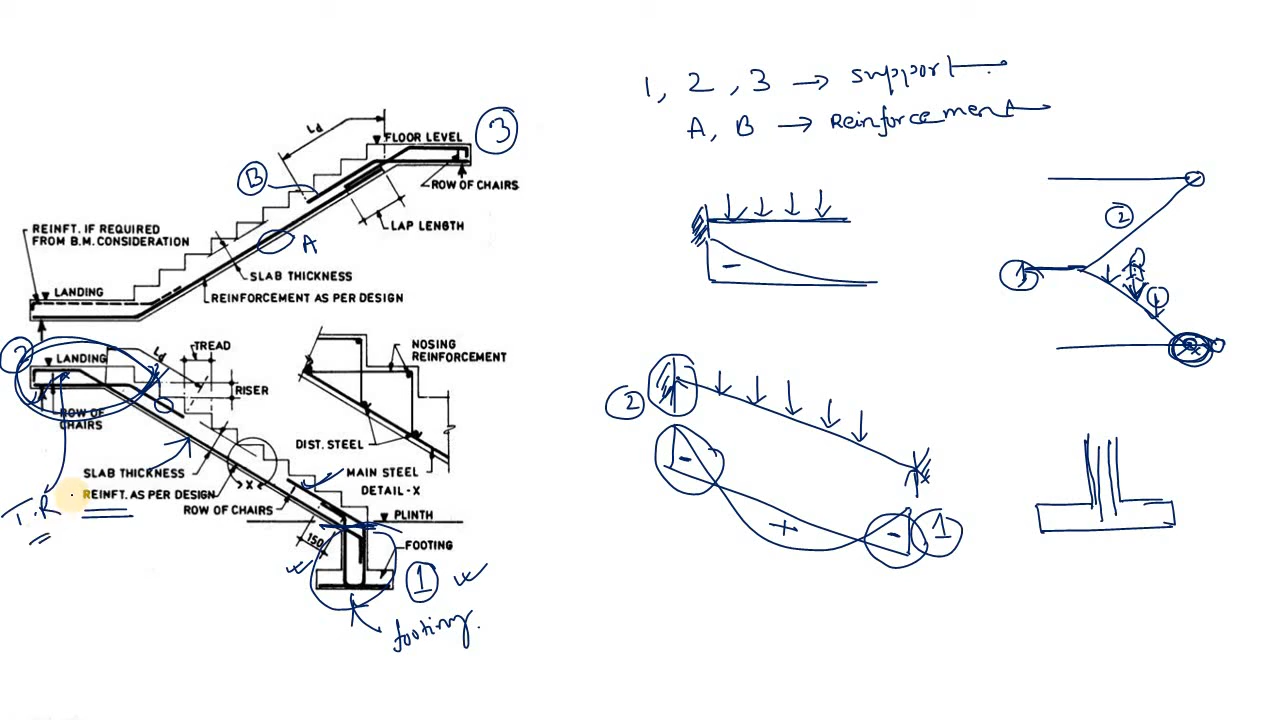 1, 2, 3 → support
A, B → Reinforcement
Ld
FLOOR LEVEL
3
B
ROW OF CHAIRS
LAP LENGTH
A
REINFT. IF REQUIRED
FROM B.M. CONSIDERATION
SLAB THICKNESS
LANDING
REINFORCEMENT AS PER DESIGN
2
LANDING
Ld
TREAD
RISER
NOSING
REINFORCEMENT
ROW OF
CHAIRS
DIST. STEEL
SLAB THICKNESS
X
MAIN STEEL
DETAIL-X
REINFT. AS PER DESIGN
ROW OF CHAIRS
T.R
PLINTH
150
FOOTING
1
footing.
-
2
1
1
2
-
+
-
1